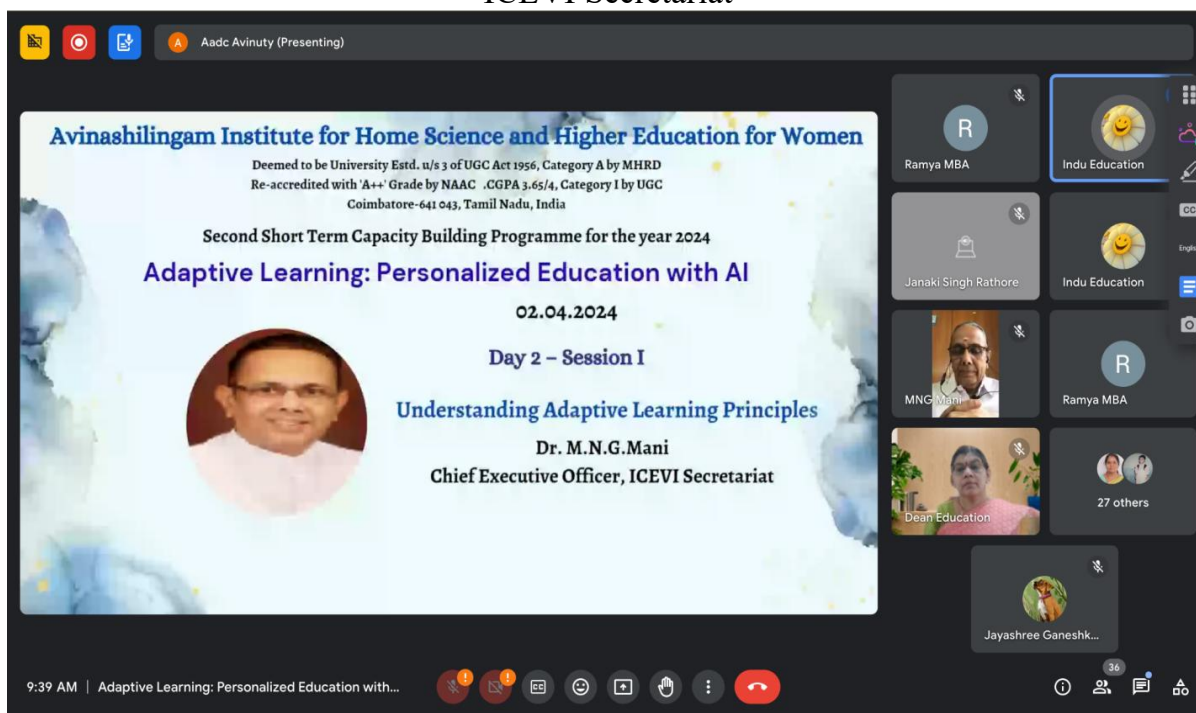 ICEVI Secretariat
Aadc Avinuty (Presenting)
Avinashilingam Institute for Home Science and Higher Education for Women
Deemed to be University Estd. u/s 3 of UGC Act 1956, Category A by MHRD
Re-accredited with 'A++' Grade by NAAC .CGPA 3.65/4, Category I by UGC
Coimbatore-641 043, Tamil Nadu, India
Second Short Term Capacity Building Programme for the year 2024
Adaptive Learning: Personalized Education with AI
02.04.2024
Day 2 – Session I
Understanding Adaptive Learning Principles
Dr. M.N.G.Mani
Chief Executive Officer, ICEVI Secretariat
R
Ramya MBA
Indu Education
Janaki Singh Rathore
Indu Education
MNG Mani
R
Ramya MBA
Dean Education
27 others
Jayashree Ganeshk...
CC
Englis
9:39 AM | Adaptive Learning: Personalized Education with...
36